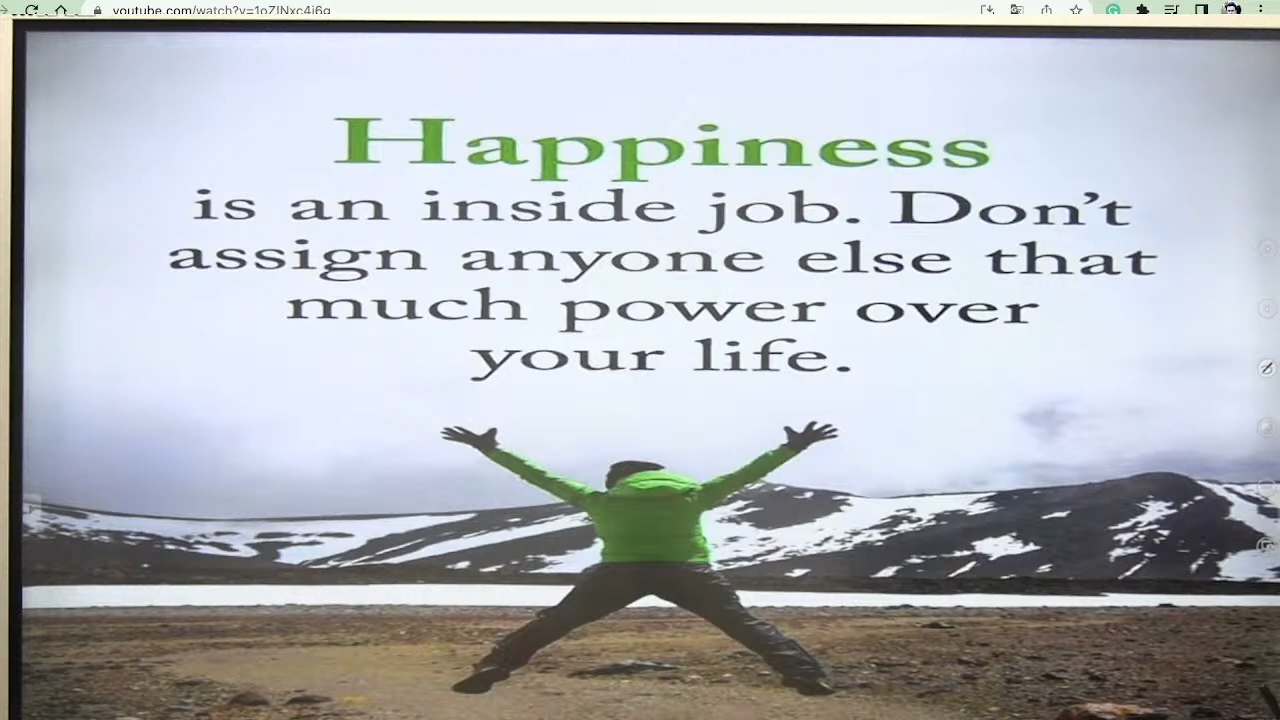 Happiness
is an inside job. Don't
assign anyone else that
much power over
your life.